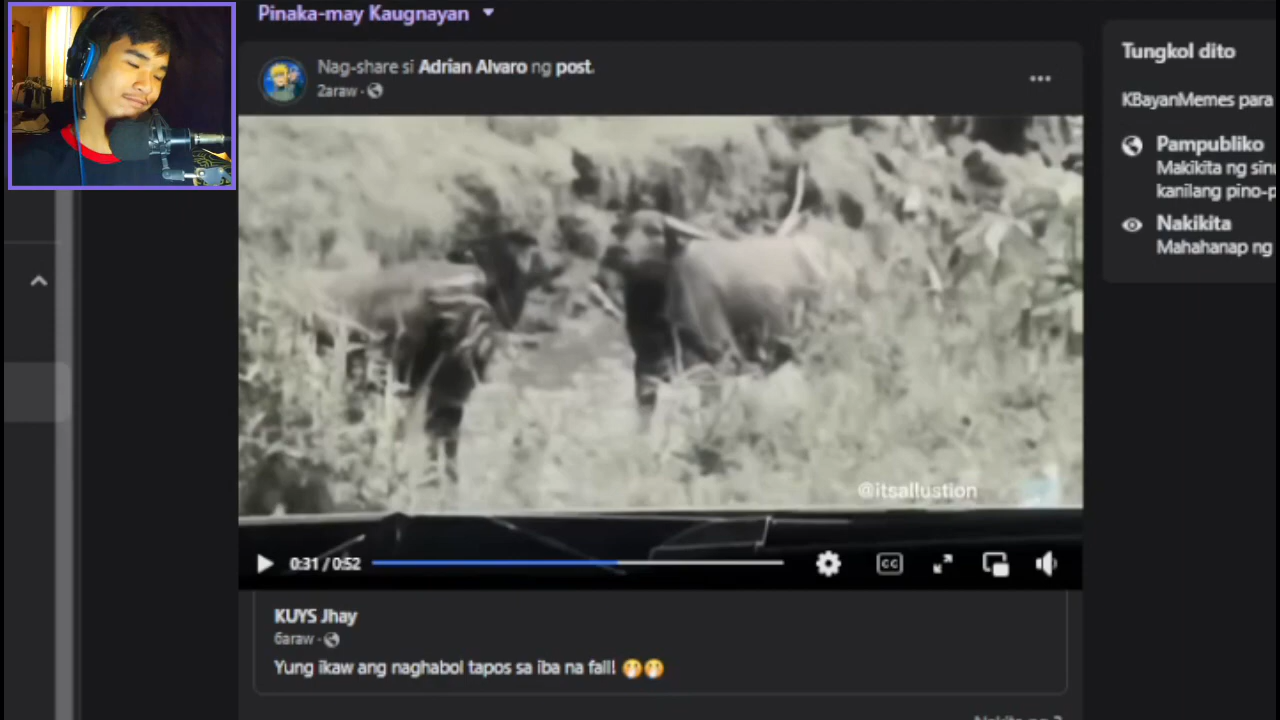 Pinaka-may Kaugnayan
Nag-share si Adrian Alvaro ng post.
2araw
@itsallustion
0:31 / 0:52
CC
KUYS Jhay
6araw
Yung ikaw ang naghabol tapos sa iba na fall! 🤭🤭
Tungkol dito
KBayanMemes para
Pampubliko
Makikita ng
kanilang
Nakikita
Mahahanap ng